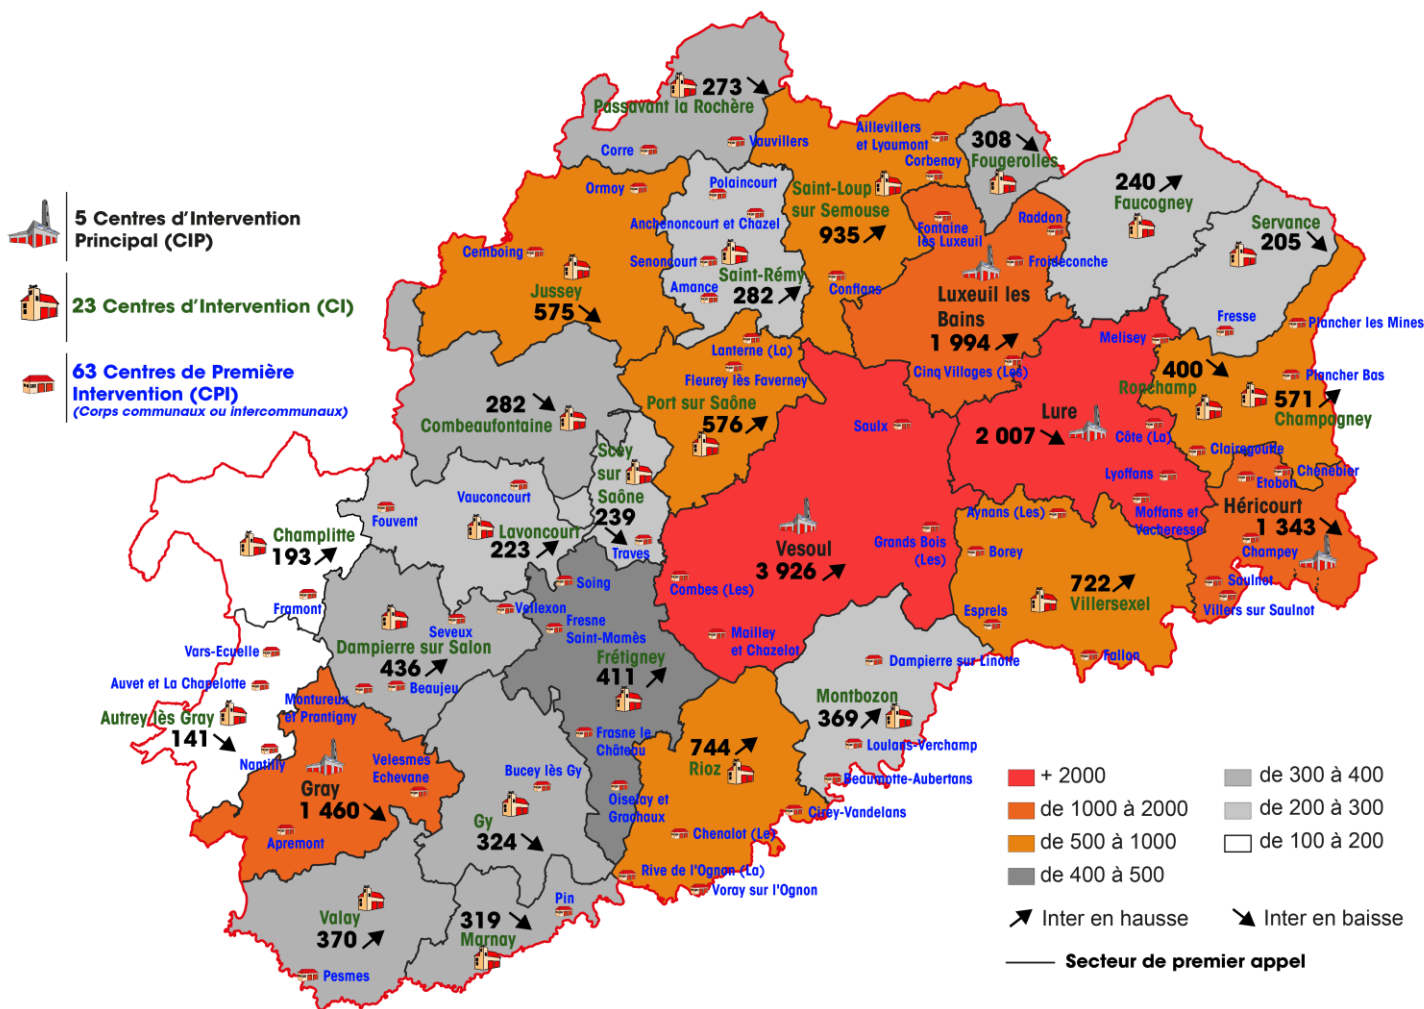 5 Centres d'Intervention
Principal (CIP)
23 Centres d'Intervention (CI)
63 Centres de Première
Intervention (CPI)
(Corps communaux ou intercommunaux)
273
Passavant la Rochère
Corre
Vauvillers
Aillevillers
et Lyaumont
Corbenay
308
Fougerolles
Ormoy
Polaincourt
Anchenoncourt et Chazel
Saint-Loup
sur Semouse
935
Fontaine
lès Luxeuil
Raddon
240
Faucogney
Servance
205
Cemboing
Jussey
575
Senoncourt
Saint-Rémy
282
Amance
Conflans
Froideconche
Luxeuil les
Bains
1 994
Cinq Villages (Les)
Melisey
Fresse
Plancher les Mines
Lanterne (La)
Fleurey lès Faverney
Port sur Saône
576
282
Combeaufontaine
Saulx
Lure
2 007
400
Ronchamp
Plancher Bas
571
Champagney
Côte (La)
Clairegoutte
Chenebier
Etobon
Lyoffans
Moffans et
Vacheresse
Héricourt
1 343
Champey
Saulnot
Villers sur Saulnot
Scey
sur
Saône
239
Traves
Vauconcourt
Fouvent
Lavoncourt
223
Champlitte
193
Framont
Vesoul
3 926
Grands Bois
(Les)
Combes (Les)
Mailley
et Chazelot
Aynans (Les)
Borey
722
Villersexel
Esprels
Fallon
Soing
Vellexon
Fresne
Saint-Mamès
Seveux
Dampierre sur Salon
436
Beaujeu
Frétigney
411
Vars-Ecuelle
Auvet et La Chapelotte
Autrey lès Gray
141
Nantilly
Montureux
et Prantigny
Velesmes
Echevane
Gray
1 460
Apremont
Frasne le
Château
Bucey lès Gy
Gy
324
Oiselay et
Grachaux
744
Rioz
Dampierre sur Linotte
Montbozon
369
Loulans-Verchamp
Beaumotte-Aubertans
Cirey-Vandelans
Chenalot (Le)
Rive de l'Ognon (La)
Voray sur l'Ognon
Valay
370
Pesmes
319
Marnay
Pin
+ 2000
de 1000 à 2000
de 500 à 1000
de 400 à 500
de 300 à 400
de 200 à 300
de 100 à 200
Inter en hausse
Inter en baisse
Secteur de premier appel